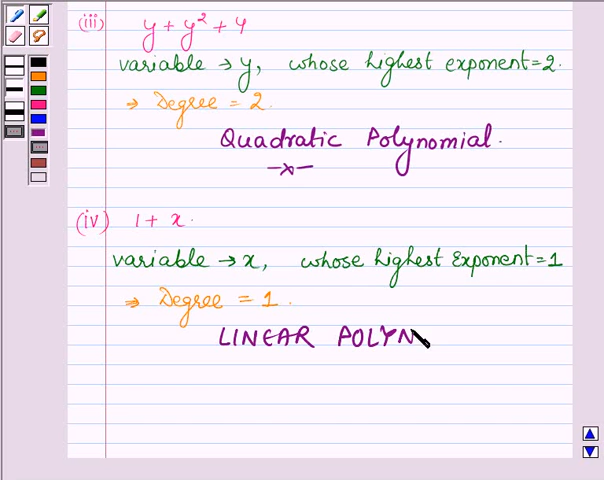 (iii) y + y² + 4
variable → y, whose highest exponent = 2.
⇒ Degree = 2.
Quadratic Polynomial.
—x—
(iv) 1 + x.
variable → x, whose highest Exponent = 1
⇒ Degree = 1.
LINEAR POLYN